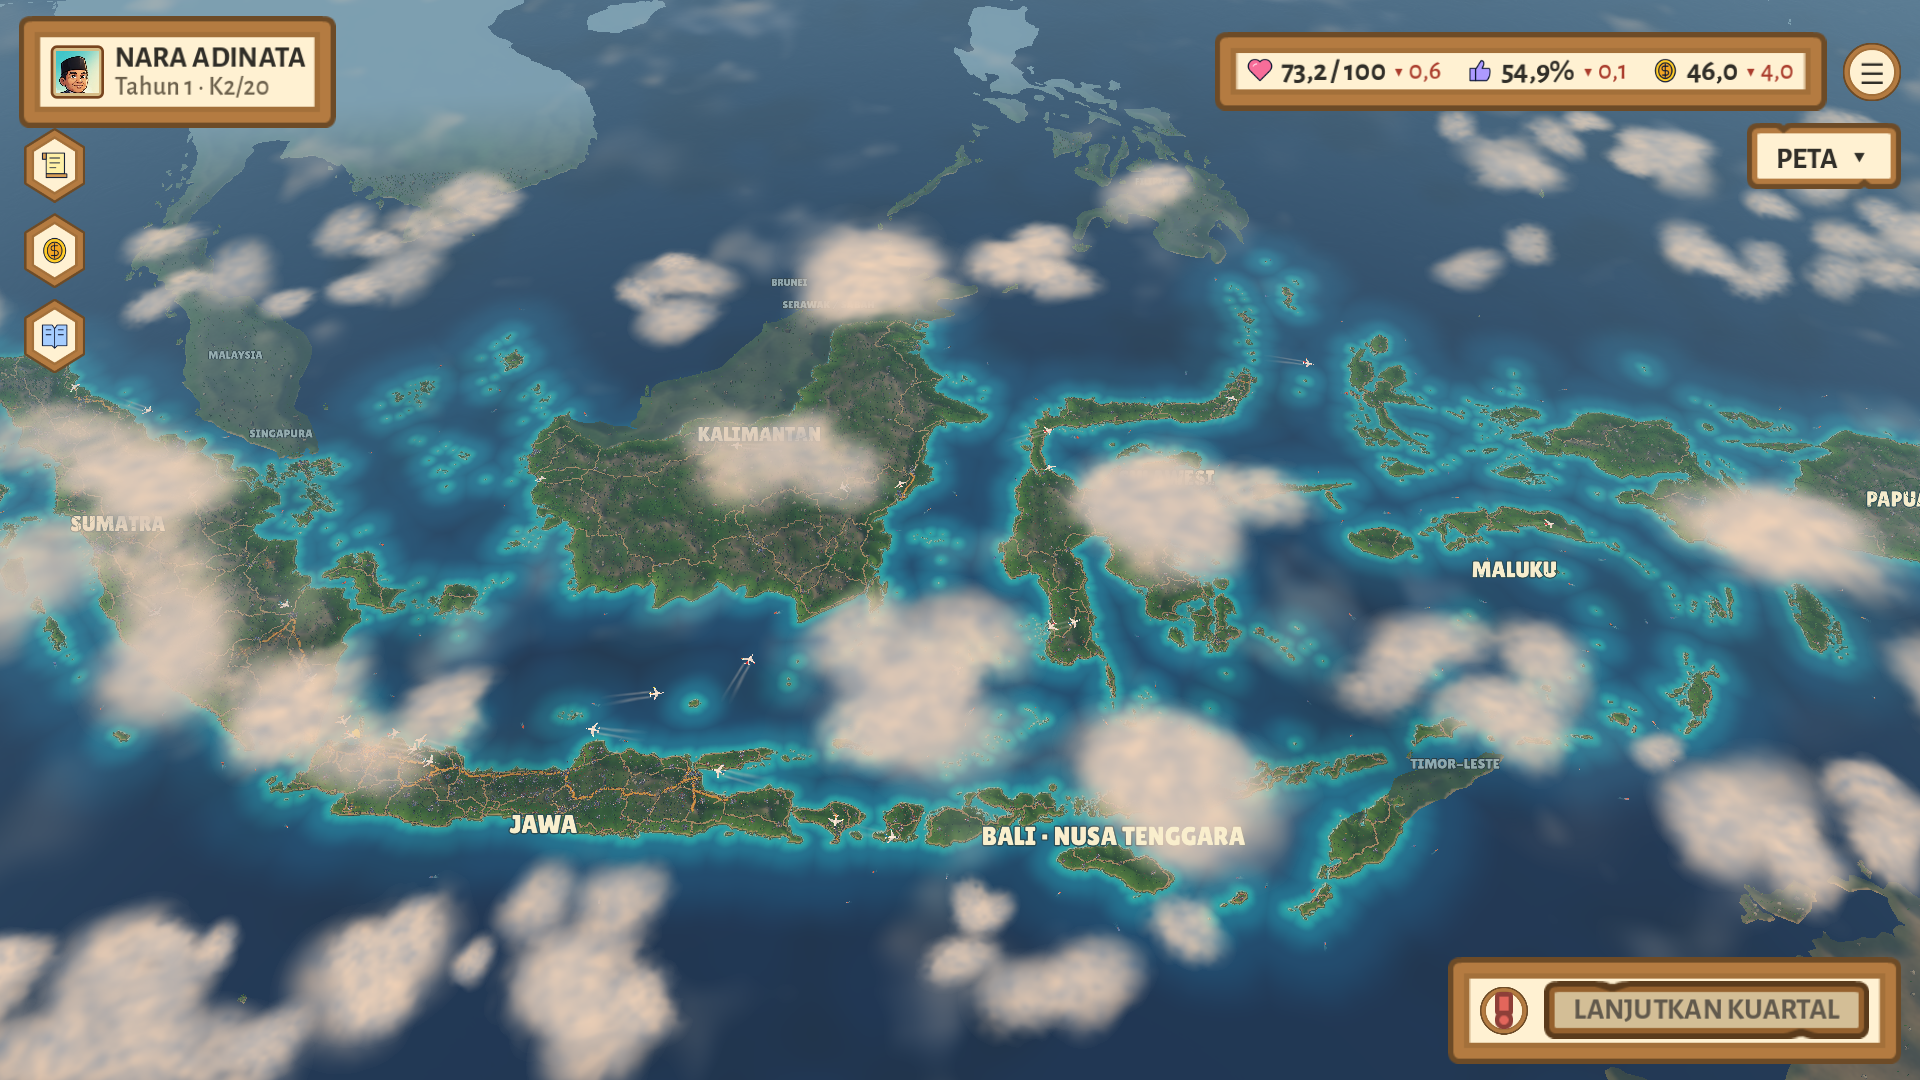 NARA ADINATA
Tahun 1 · K2/20
73,2/100 ▼0,6 54,9% ▼0,1 46,0 ▼4,0
PETA ▼
BRUNEI
MALAYSIA
SINGAPURA
KALIMANTAN
SUMATRA
MALUKU
TIMOR-LESTE
JAWA
BALI · NUSA TENGGARA
LANJUTKAN KUARTAL